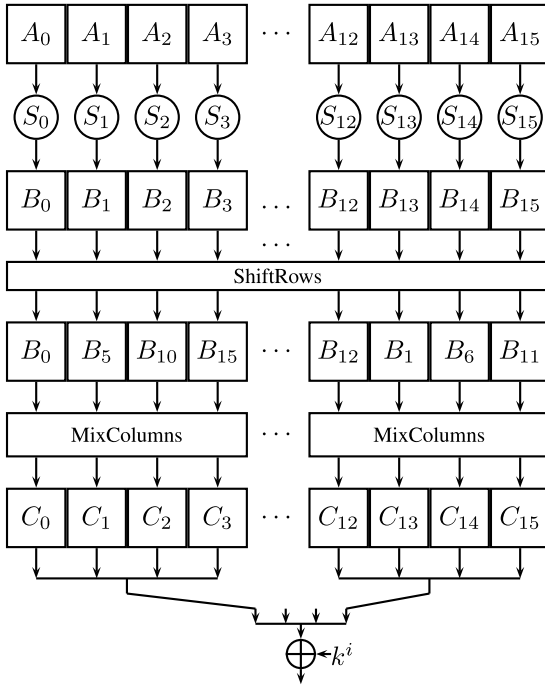 A₀ A₁ A₂ A₃ ··· A₁₂ A₁₃ A₁₄ A₁₅
S₀ S₁ S₂ S₃ S₁₂ S₁₃ S₁₄ S₁₅
B₀ B₁ B₂ B₃ ... B₁₂ B₁₃ B₁₄ B₁₅
···
ShiftRows
B₀ B₅ B₁₀ B₁₅ ··· B₁₂ B₁ B₆ B₁₁
MixColumns ··· MixColumns
C₀ C₁ C₂ C₃ ··· C₁₂ C₁₃ C₁₄ C₁₅
kⁱ